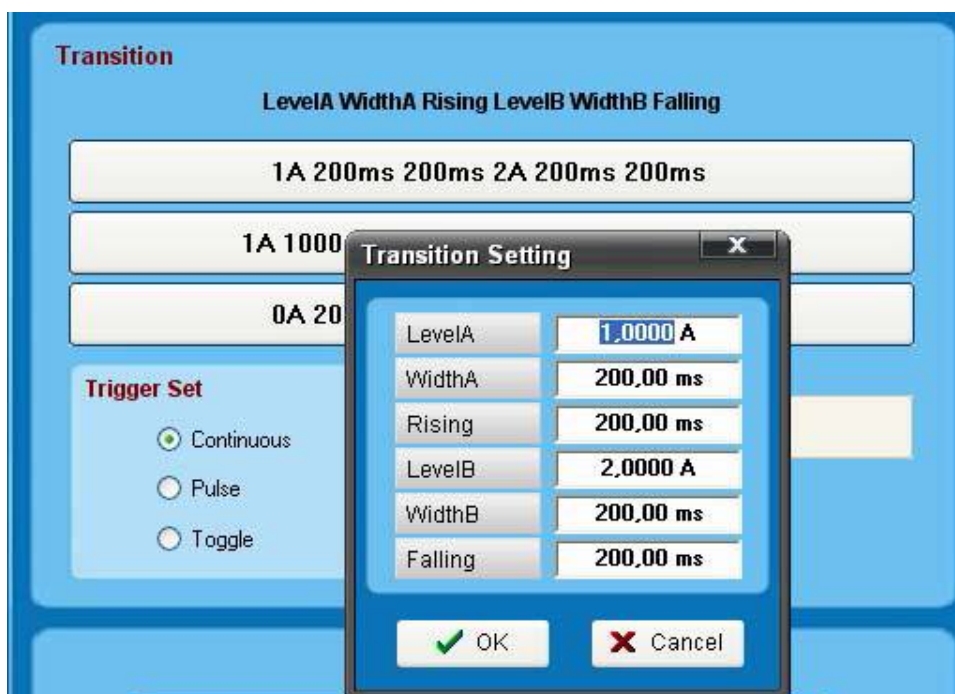 Transition
LevelA WidthA Rising LevelB WidthB Falling
1A 200ms 200ms 2A 200ms 200ms
1A 1000
0A 20
Transition Setting
LevelA 1,0000 A
WidthA 200,00 ms
Rising 200,00 ms
LevelB 2,0000 A
WidthB 200,00 ms
Falling 200,00 ms
OK Cancel
Trigger Set
Continuous
Pulse
Toggle